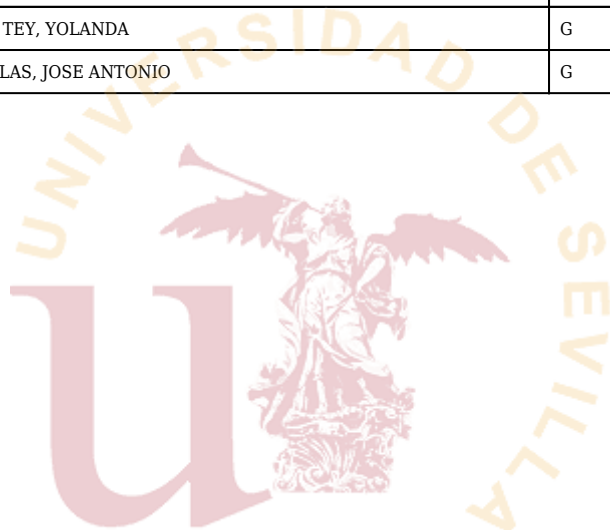 TEY, YOLANDA G
LAS, JOSE ANTONIO G
UNIVERSIDAD DE SEVILLA
u